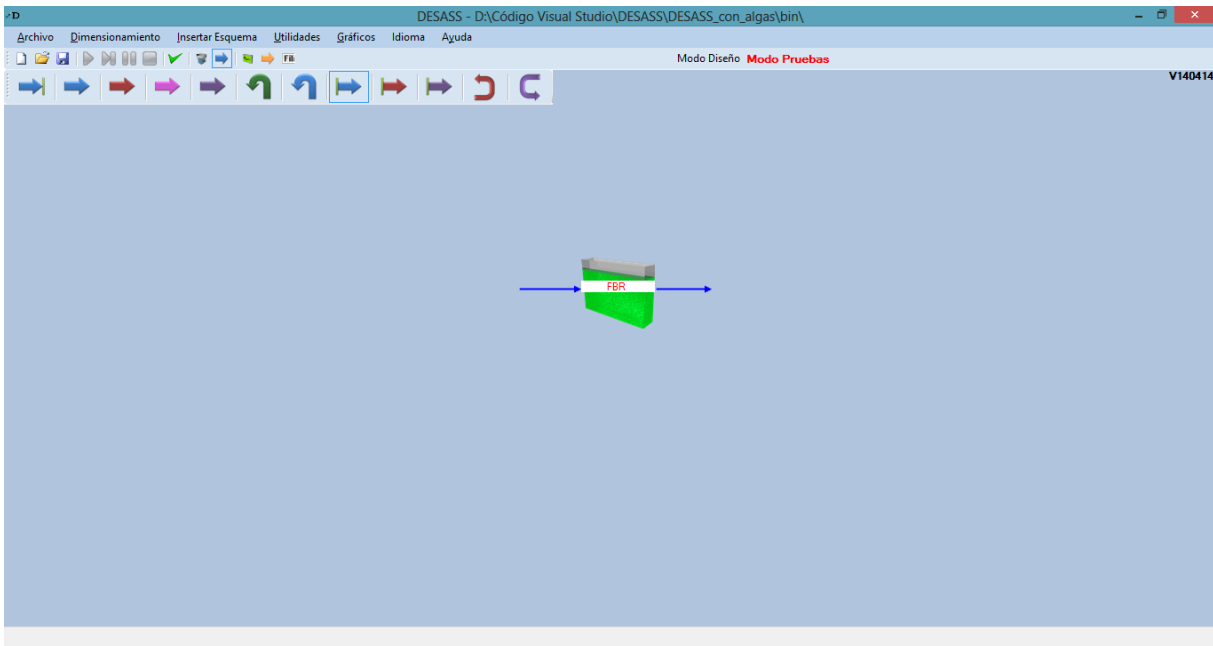 DESASS - D:\Código Visual Studio\DESASS\DESASS_con_algas\bin\
Archivo Dimensionamiento Insertar Esquema Utilidades Gráficos Idioma Ayuda
Modo Diseño Modo Pruebas
V140414
FBR